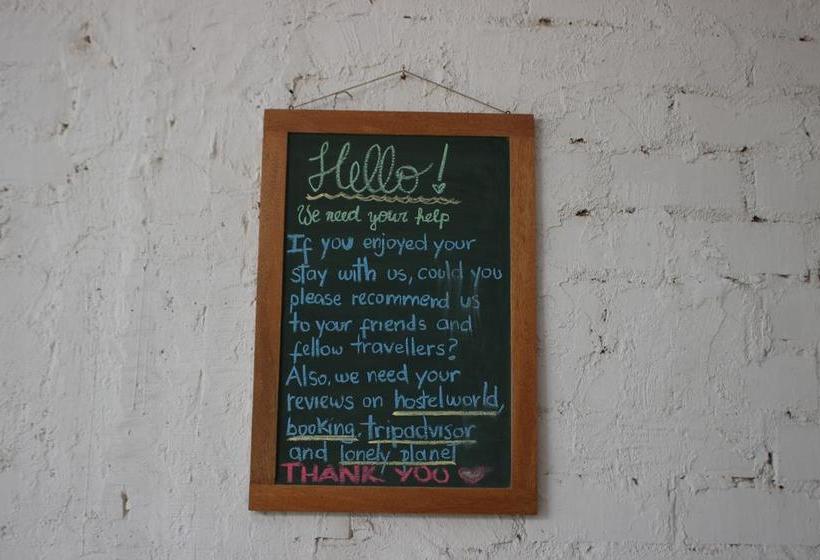 Hello!
We need your help
If you enjoyed your
stay with us, could you
please recommend us
to your friends and
fellow travellers?
Also, we need your
reviews on hostelworld,
booking, tripadvisor
and lonely planet
THANK YOU